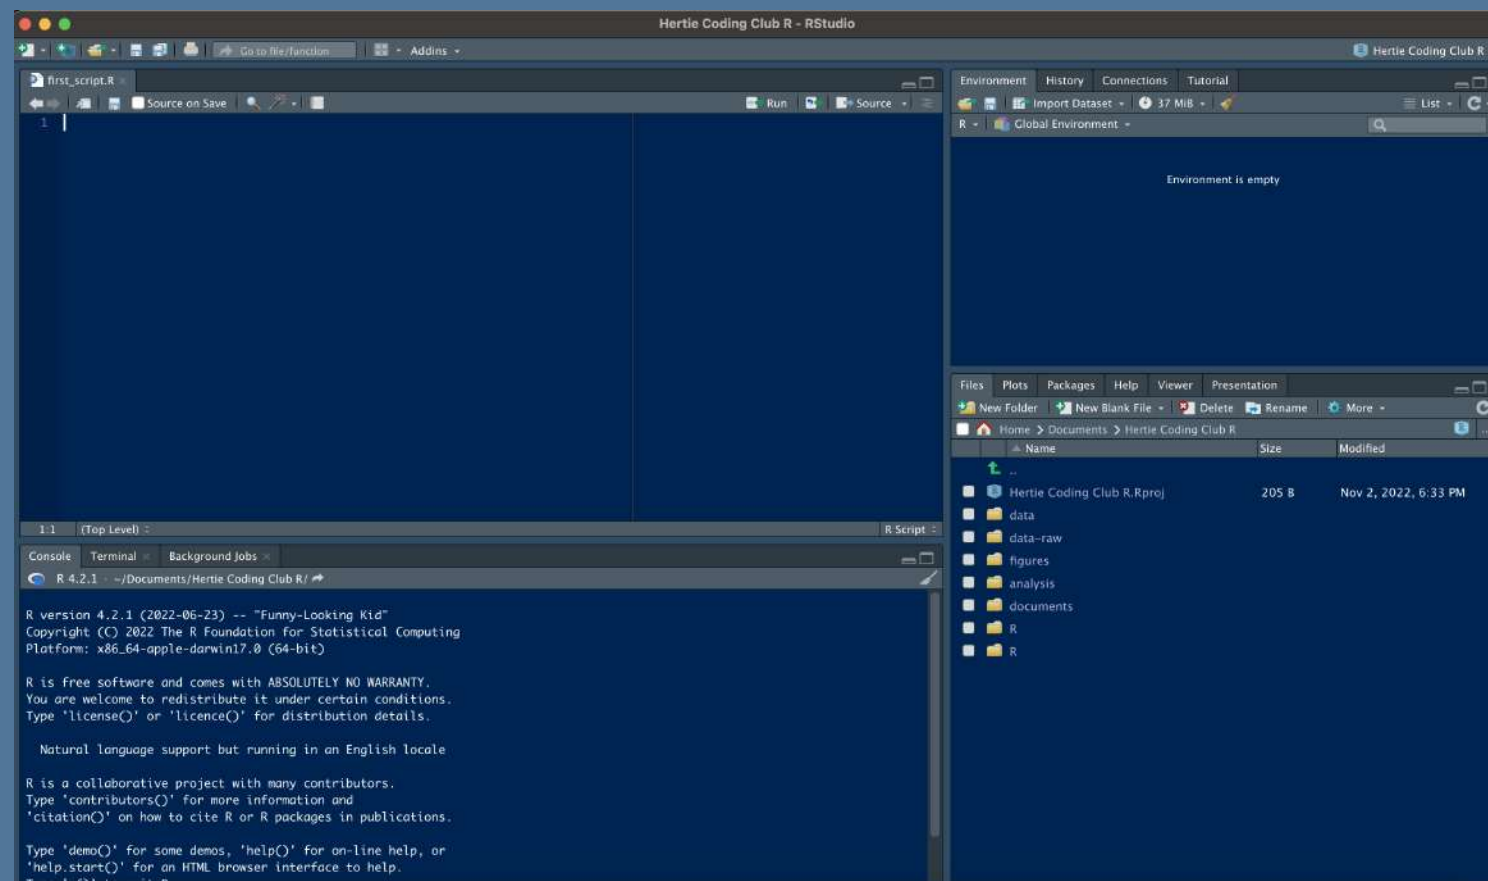 Hertie Coding Club R - RStudio
Go to file/function
Addins
Hertie Coding Club R
first_script.R
Source on Save
Run
Source
1
1:1 (Top Level)
R Script
Console Terminal Background Jobs
R 4.2.1 · ~/Documents/Hertie Coding Club R/
R version 4.2.1 (2022-06-23) -- "Funny-Looking Kid"
Copyright (C) 2022 The R Foundation for Statistical Computing
Platform: x86_64-apple-darwin17.0 (64-bit)
R is free software and comes with ABSOLUTELY NO WARRANTY.
You are welcome to redistribute it under certain conditions.
Type 'license()' or 'licence()' for distribution details.
Natural language support but running in an English locale
R is a collaborative project with many contributors.
Type 'contributors()' for more information and
'citation()' on how to cite R or R packages in publications.
Type 'demo()' for some demos, 'help()' for on-line help, or
'help.start()' for an HTML browser interface to help.
Environment History Connections Tutorial
Import Dataset 37 MiB List
R Global Environment
Environment is empty
Files Plots Packages Help Viewer Presentation
New Folder New Blank File Delete Rename More
Home > Documents > Hertie Coding Club R
Name Size Modified
..
Hertie Coding Club R.Rproj 205 B Nov 2, 2022, 6:33 PM
data
data-raw
figures
analysis
documents
R
R